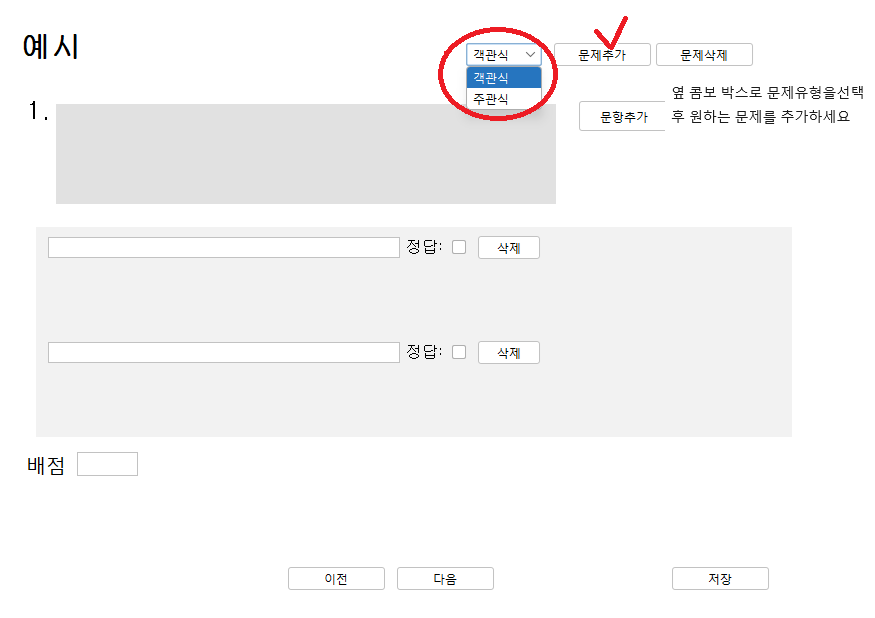 예시
객관식 문제추가 문제삭제
객관식
주관식
옆 콤보 박스로 문제유형을선택
후 원하는 문제를 추가하세요
1.
문항추가
정답: 삭제
정답: 삭제
배점
이전 다음 저장